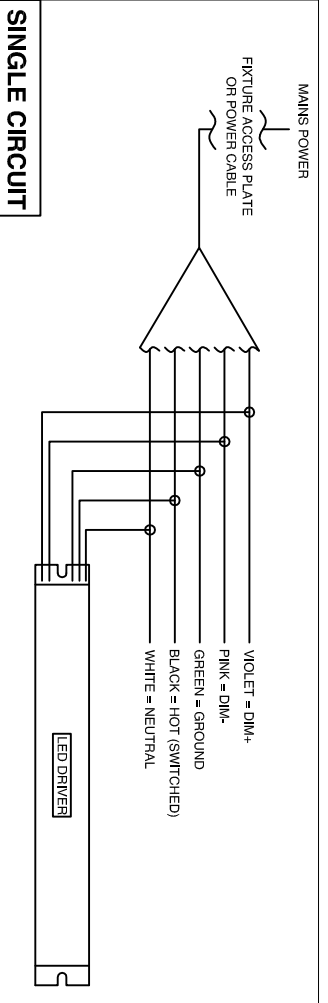 SINGLE CIRCUIT
MAINS POWER
FIXTURE ACCESS PLATE
OR POWER CABLE
VIOLET = DIM+
PINK = DIM-
GREEN = GROUND
BLACK = HOT (SWITCHED)
WHITE = NEUTRAL
LED DRIVER